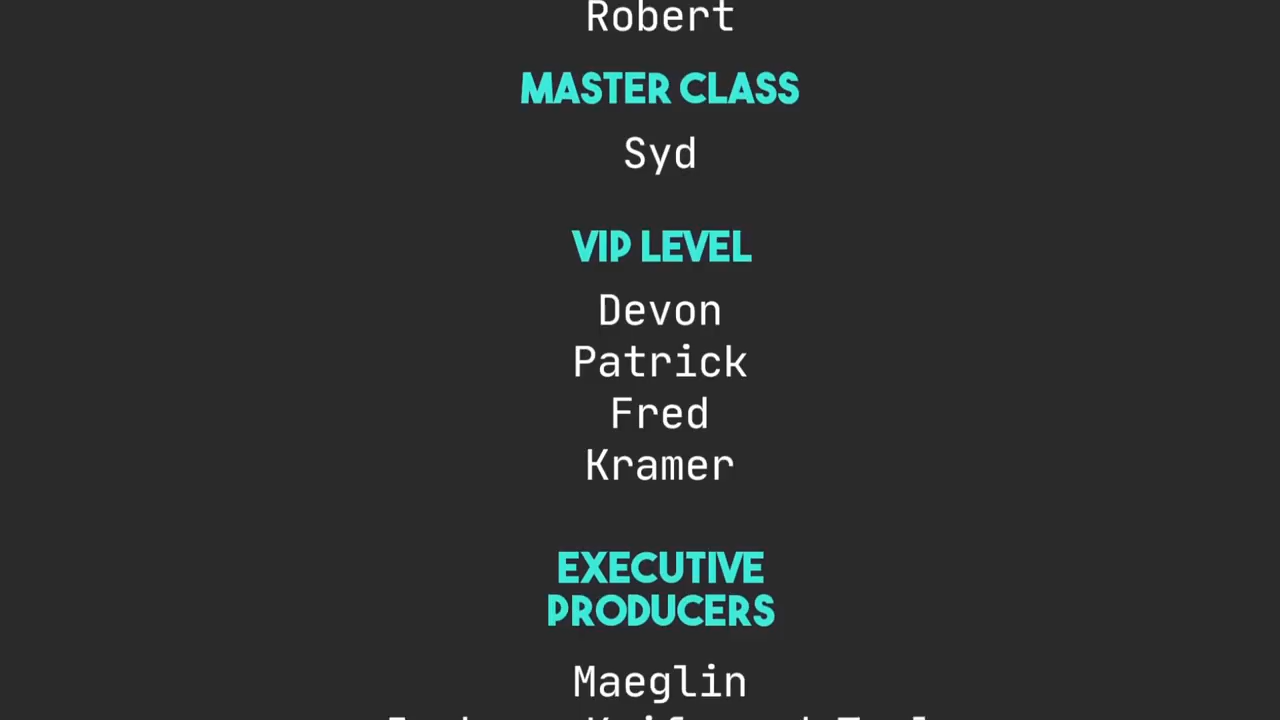 Robert
MASTER CLASS
Syd
VIP LEVEL
Devon
Patrick
Fred
Kramer
EXECUTIVE
PRODUCERS
Maeglin